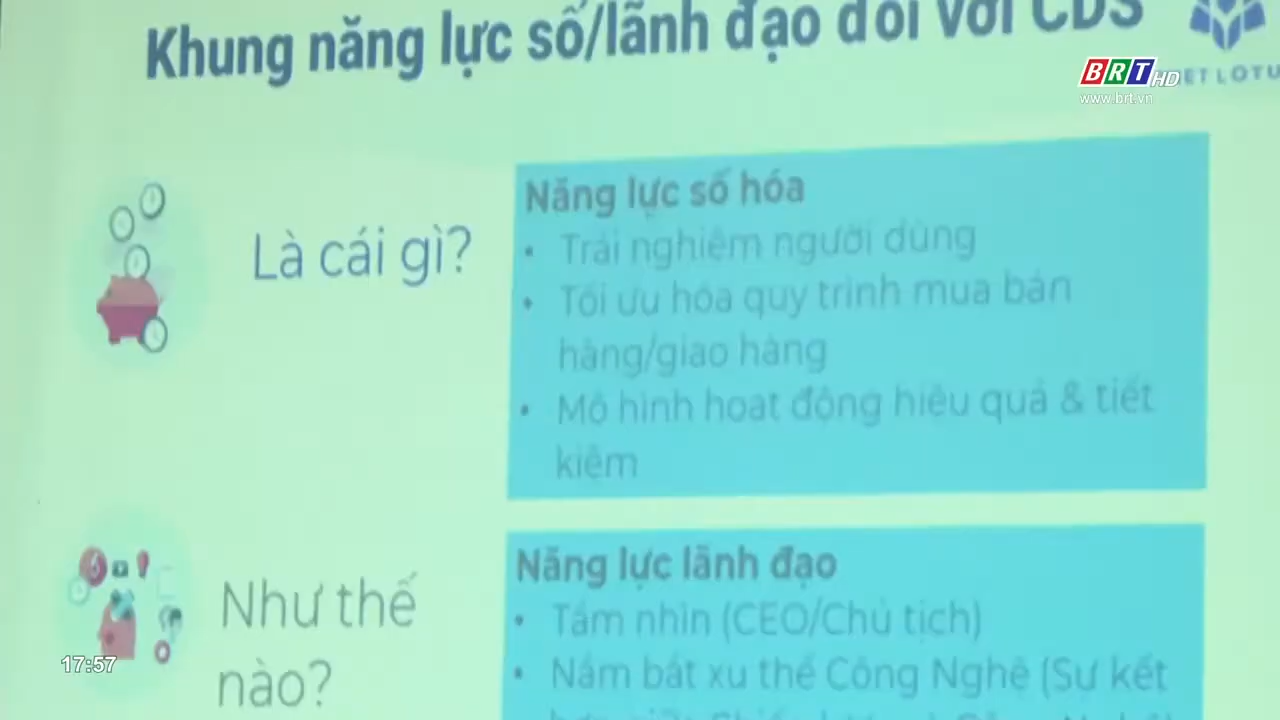 Khung năng lực số/lãnh đạo đối với CĐS
BRT HD
ET LOTU
www.brt.vn
Là cái gì?
Năng lực số hóa
• Trải nghiệm người dùng
• Tối ưu hóa quy trình mua bán
hàng/giao hàng
• Mô hình hoạt động hiệu quả & tiết
kiệm
Như thế
nào?
Năng lực lãnh đạo
• Tầm nhìn (CEO/Chủ tịch)
• Nắm bắt xu thế Công Nghệ (Sự kết
17:57